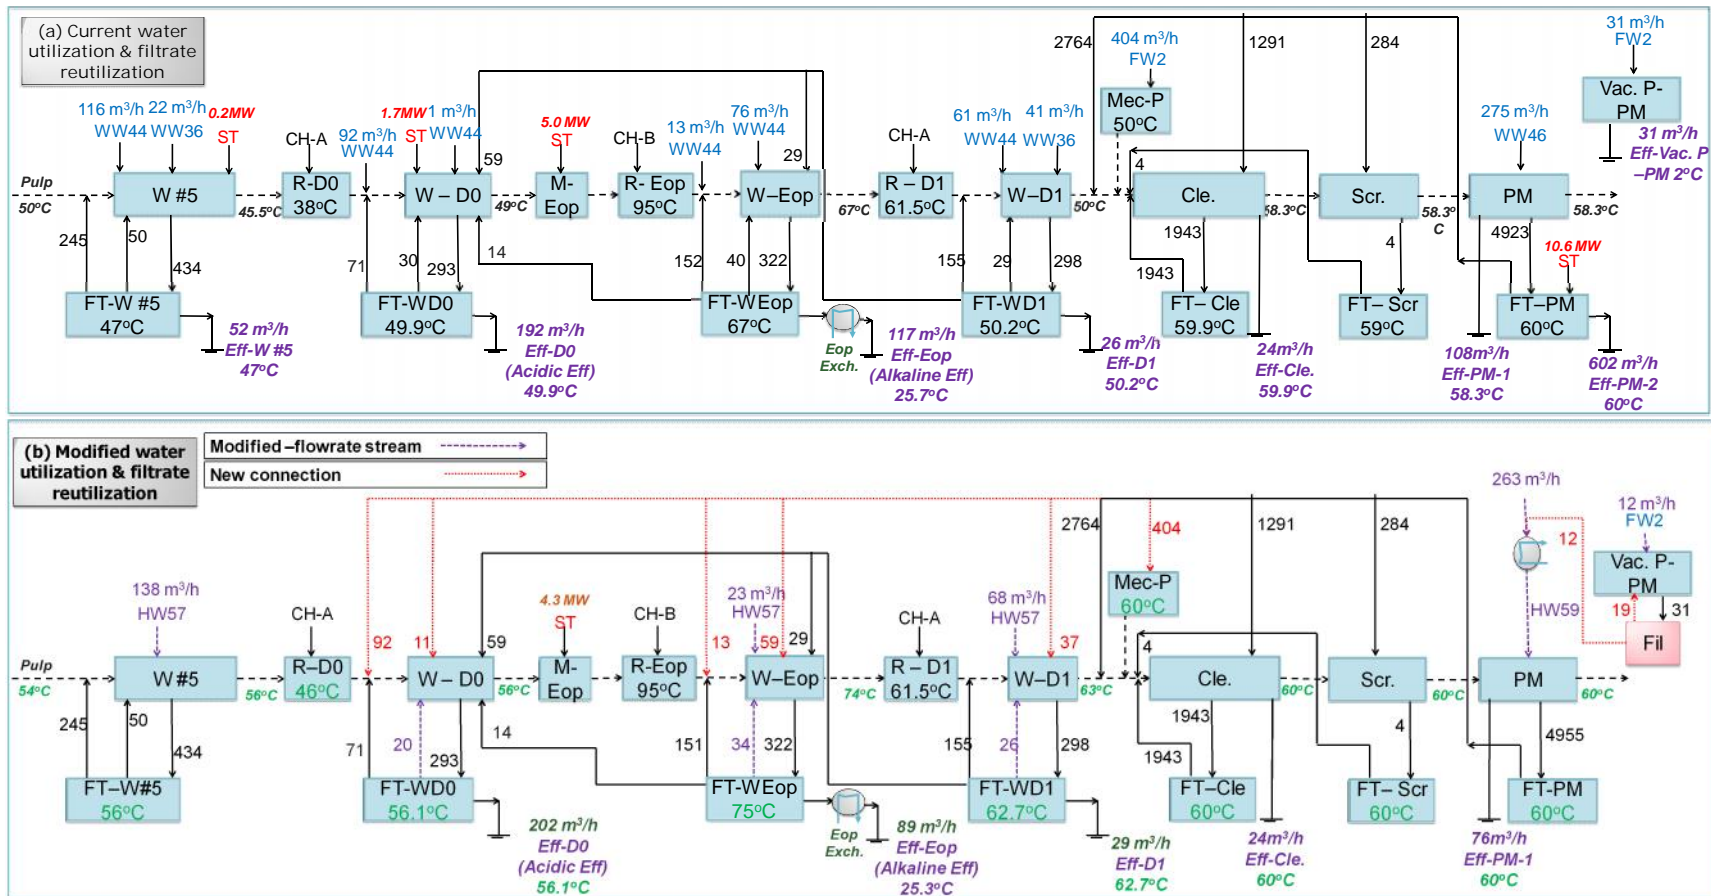 (a) Current water
utilization & filtrate
reutilization
116 m³/h
WW44
22 m³/h
WW36
0.2MW
ST
CH-A
92 m³/h
WW44
1.7MW
ST
1 m³/h
WW44
59
5.0 MW
ST
CH-B
13 m³/h
WW44
76 m³/h
WW44
29
CH-A
61 m³/h
WW44
41 m³/h
WW36
2764
404 m³/h
FW2
Mec-P
50°C
4
1291
284
275 m³/h
WW46
31 m³/h
FW2
Vac. P-
PM
31 m³/h
Eff-Vac. P
–PM 2°C
Pulp
50°C
W #5
45.5°C
R-D0
38°C
W – D0
49°C
M-
Eop
R- Eop
95°C
W–Eop
67°C
R – D1
61.5°C
W–D1
50°C
Cle.
58.3°C
Scr.
58.3°
C
PM
58.3°C
245
50
434
71
30
293
14
152
40
322
155
29
298
1943
1943
4
4923
10.6 MW
ST
FT-W #5
47°C
FT-WD0
49.9°C
FT-WEop
67°C
FT-WD1
50.2°C
FT– Cle
59.9°C
FT– Scr
59°C
FT–PM
60°C
52 m³/h
Eff-W #5
47°C
192 m³/h
Eff-D0
(Acidic Eff)
49.9°C
Eop
Exch.
117 m³/h
Eff-Eop
(Alkaline Eff)
25.7°C
26 m³/h
Eff-D1
50.2°C
24m³/h
Eff-Cle.
59.9°C
108m³/h
Eff-PM-1
58.3°C
602 m³/h
Eff-PM-2
60°C
(b) Modified water
utilization & filtrate
reutilization
Modified –flowrate stream
New connection
138 m³/h
HW57
CH-A
92
11
59
4.3 MW
ST
CH-B
13
23 m³/h
HW57
59
29
CH-A
68 m³/h
HW57
37
2764
404
Mec-P
60°C
4
1291
284
263 m³/h
12
HW59
12 m³/h
FW2
Vac. P-
PM
19
31
Fil
Pulp
54°C
W #5
56°C
R–D0
46°C
W – D0
56°C
M-
Eop
R-Eop
95°C
W–Eop
74°C
R – D1
61.5°C
W–D1
63°C
Cle.
60°C
Scr.
60°C
PM
60°C
245
50
434
71
20
293
14
151
34
322
155
26
298
1943
1943
4
4955
FT–W#5
56°C
FT-WD0
56.1°C
FT-WEop
75°C
FT-WD1
62.7°C
FT–Cle
60°C
FT– Scr
60°C
FT-PM
60°C
202 m³/h
Eff-D0
(Acidic Eff)
56.1°C
Eop
Exch.
89 m³/h
Eff-Eop
(Alkaline Eff)
25.3°C
29 m³/h
Eff-D1
62.7°C
24m³/h
Eff-Cle.
60°C
76m³/h
Eff-PM-1
60°C